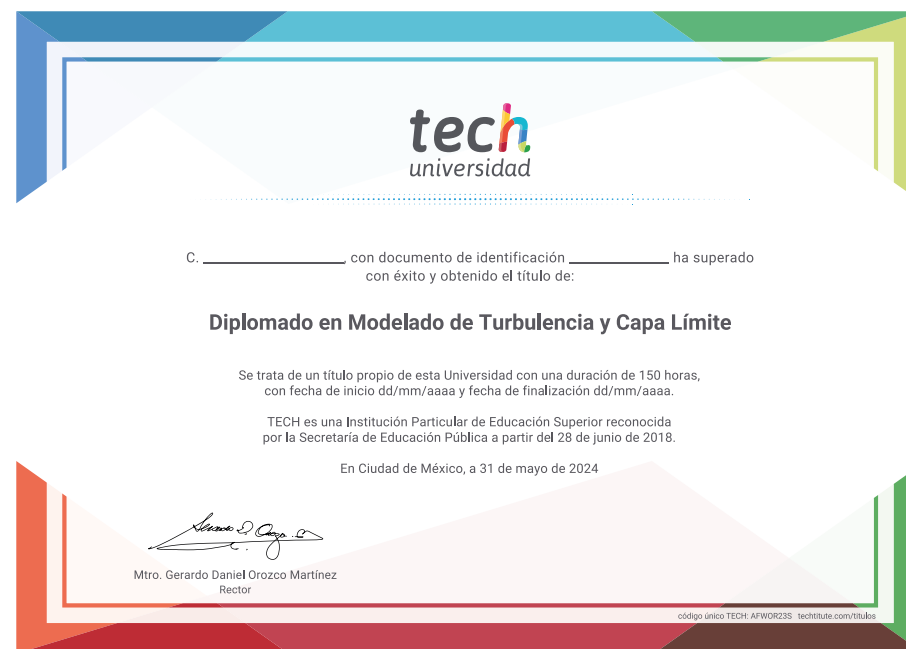 tech
universidad
C. ____________, con documento de identificación ____________ ha superado
con éxito y obtenido el título de:
Diplomado en Modelado de Turbulencia y Capa Límite
Se trata de un título propio de esta Universidad con una duración de 150 horas,
con fecha de inicio dd/mm/aaaa y fecha de finalización dd/mm/aaaa.
TECH es una Institución Particular de Educación Superior reconocida
por la Secretaría de Educación Pública a partir del 28 de junio de 2018.
En Ciudad de México, a 31 de mayo de 2024
Mtro. Gerardo Daniel Orozco Martínez
Rector
código único TECH: AFWOR23S techtitute.com/titulos